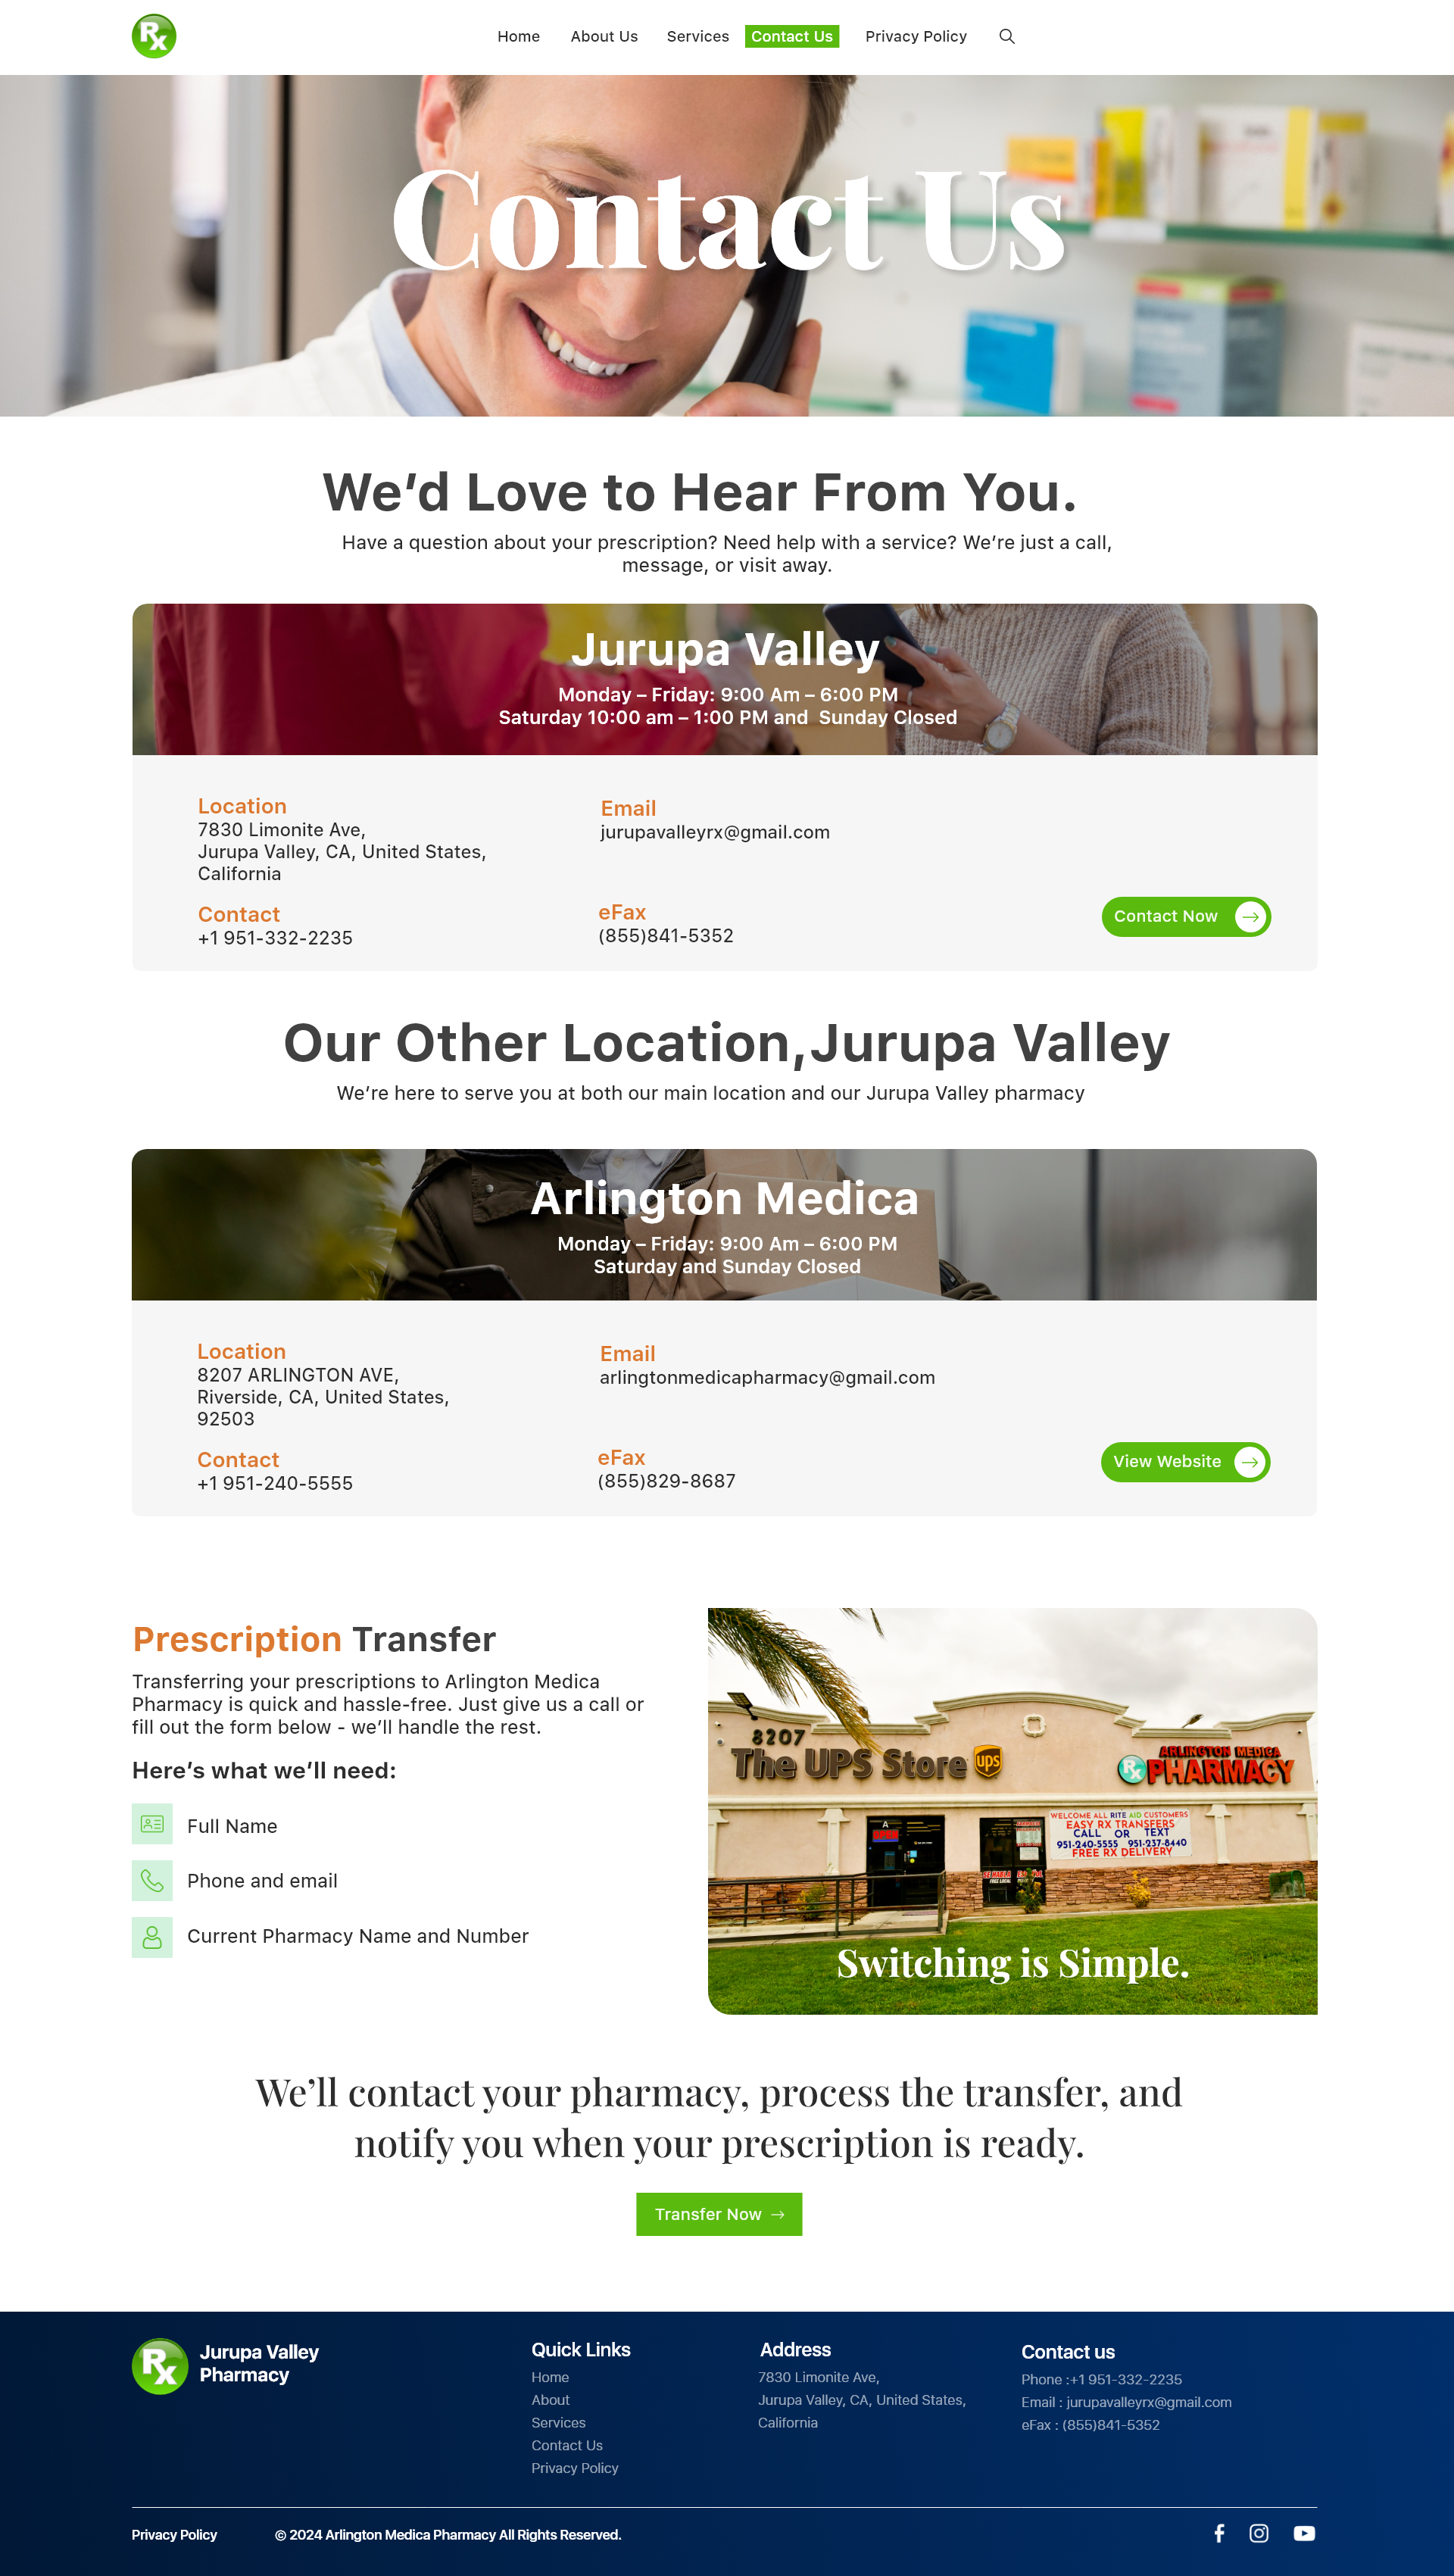 Rx
Home About Us Services Contact Us Privacy Policy
Contact Us
We’d Love to Hear From You.
Have a question about your prescription? Need help with a service? We’re just a call,
message, or visit away.
Jurupa Valley
Monday – Friday: 9:00 Am – 6:00 PM
Saturday 10:00 am – 1:00 PM and Sunday Closed
Location
7830 Limonite Ave,
Jurupa Valley, CA, United States,
California
Email
jurupavalleyrx@gmail.com
Contact
+1 951-332-2235
eFax
(855)841-5352
Contact Now
Our Other Location,Jurupa Valley
We’re here to serve you at both our main location and our Jurupa Valley pharmacy
Arlington Medica
Monday – Friday: 9:00 Am – 6:00 PM
Saturday and Sunday Closed
Location
8207 ARLINGTON AVE,
Riverside, CA, United States,
92503
Email
arlingtonmedicapharmacy@gmail.com
Contact
+1 951-240-5555
eFax
(855)829-8687
View Website
Prescription Transfer
Transferring your prescriptions to Arlington Medica
Pharmacy is quick and hassle-free. Just give us a call or
fill out the form below - we’ll handle the rest.
Here’s what we’ll need:
Full Name
Phone and email
Current Pharmacy Name and Number
8207
The UPS Store ups
ARLINGTON MEDICA
Rx PHARMACY
WELCOME ALL RITE AID CUSTOMERS
EASY RX TRANSFERS
CALL OR TEXT
951-240-5555 951-237-8440
FREE RX DELIVERY
A
Switching is Simple.
We’ll contact your pharmacy, process the transfer, and
notify you when your prescription is ready.
Transfer Now
Rx
Jurupa Valley
Pharmacy
Quick Links
Home
About
Services
Contact Us
Privacy Policy
Address
7830 Limonite Ave,
Jurupa Valley, CA, United States,
California
Contact us
Phone :+1 951-332-2235
Email : jurupavalleyrx@gmail.com
eFax : (855)841-5352
Privacy Policy
© 2024 Arlington Medica Pharmacy All Rights Reserved.